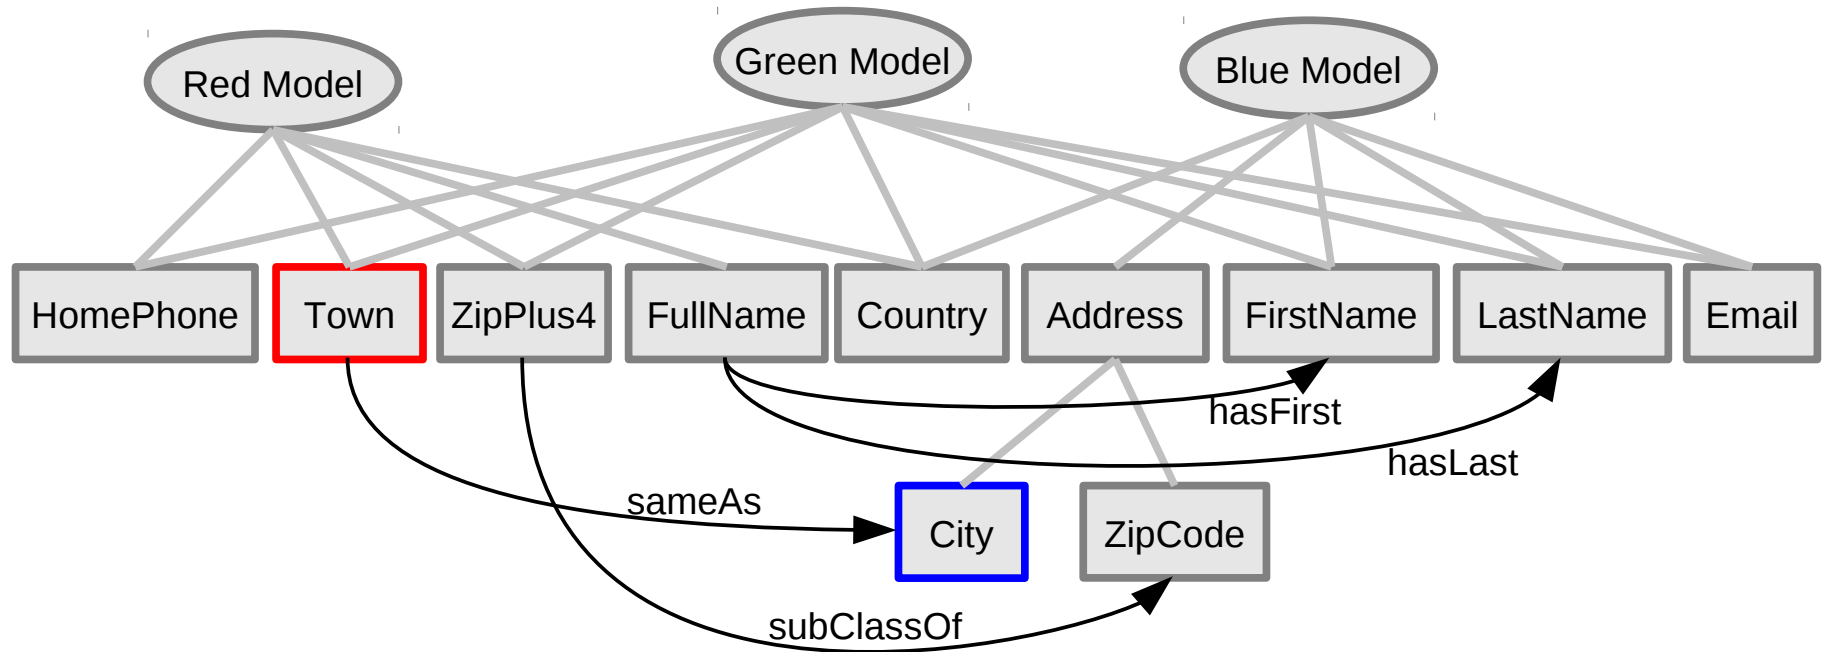 Red Model
Green Model
Blue Model
HomePhone
Town
ZipPlus4
FullName
Country
Address
FirstName
LastName
Email
hasFirst
hasLast
sameAs
City
ZipCode
subClassOf